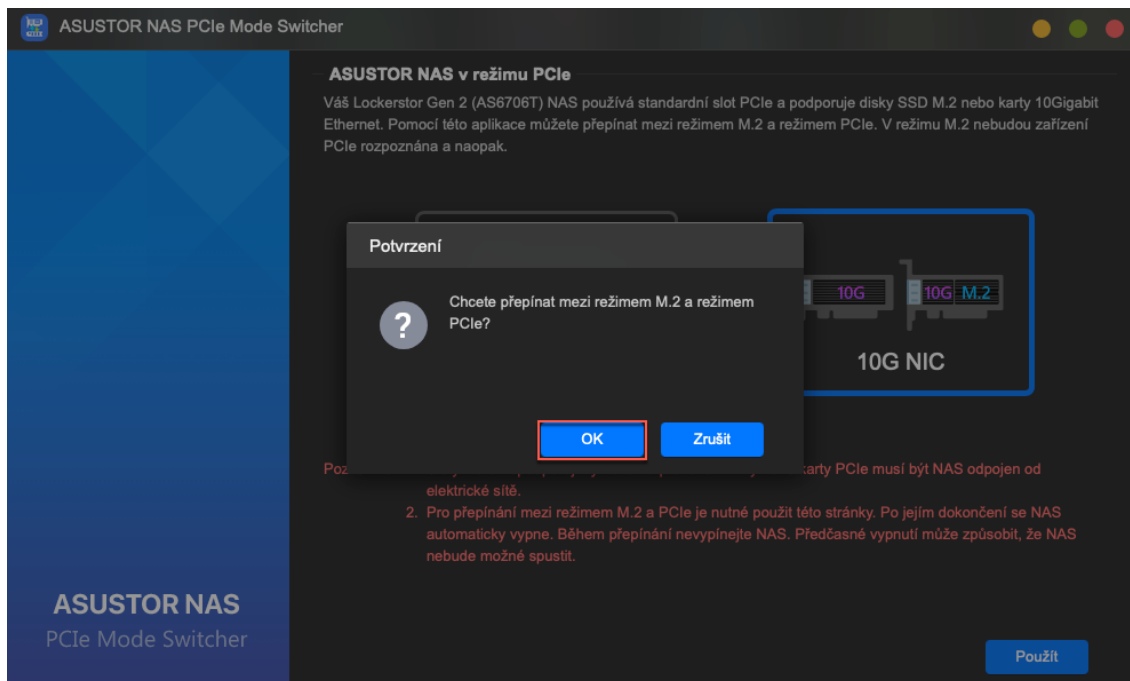 ASUSTOR NAS PCIe Mode Switcher
ASUSTOR NAS v režimu PCIe
Váš Lockerstor Gen 2 (AS6706T) NAS používá standardní slot PCIe a podporuje disky SSD M.2 nebo karty 10Gigabit
Ethernet. Pomocí této aplikace můžete přepínat mezi režimem M.2 a režimem PCIe. V režimu M.2 nebudou zařízení
PCIe rozpoznána a naopak.
Potvrzení
Chcete přepínat mezi režimem M.2 a režimem
PCIe?
OK
Zrušit
10G
10G M.2
10G NIC
Poz
karty PCIe musí být NAS odpojen od
elektrické sítě.
2. Pro přepínání mezi režimem M.2 a PCIe je nutné použit této stránky. Po jejím dokončení se NAS
automaticky vypne. Během přepínání nevypínejte NAS. Předčasné vypnutí může způsobit, že NAS
nebude možné spustit.
ASUSTOR NAS
PCIe Mode Switcher
Použít